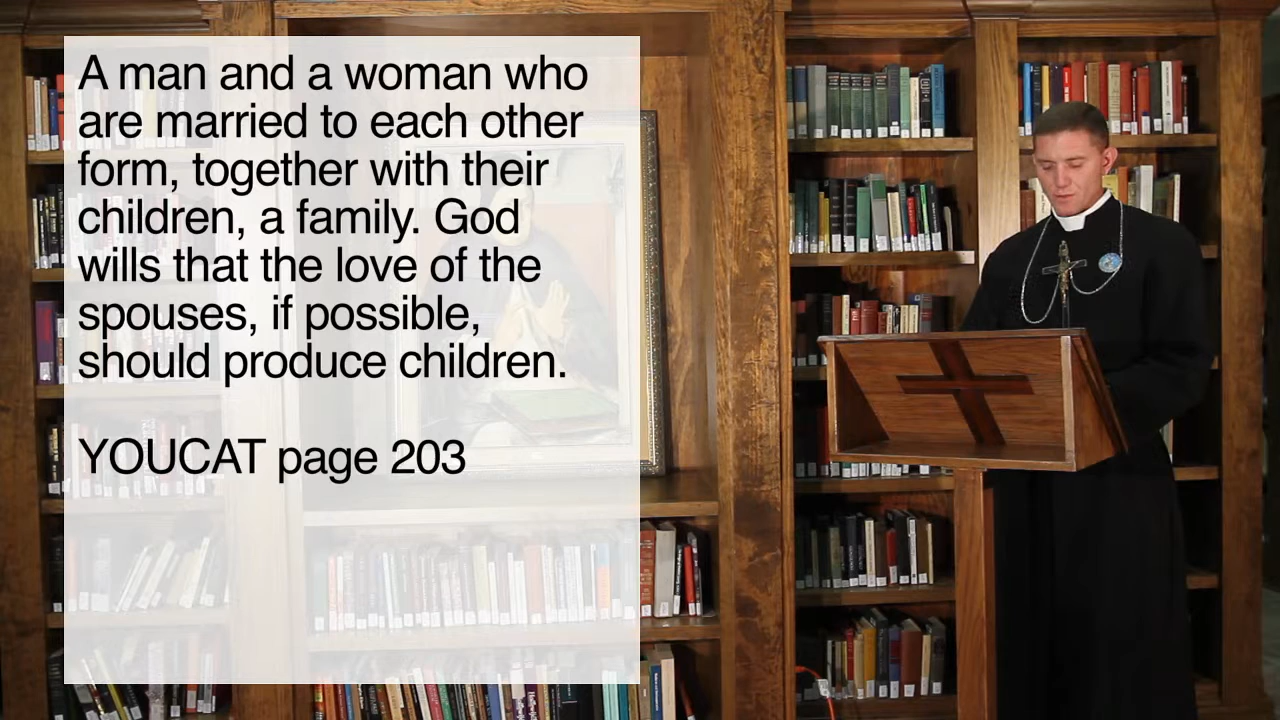 A man and a woman who
are married to each other
form, together with their
children, a family. God
wills that the love of the
spouses, if possible,
should produce children.
YOUCAT page 203